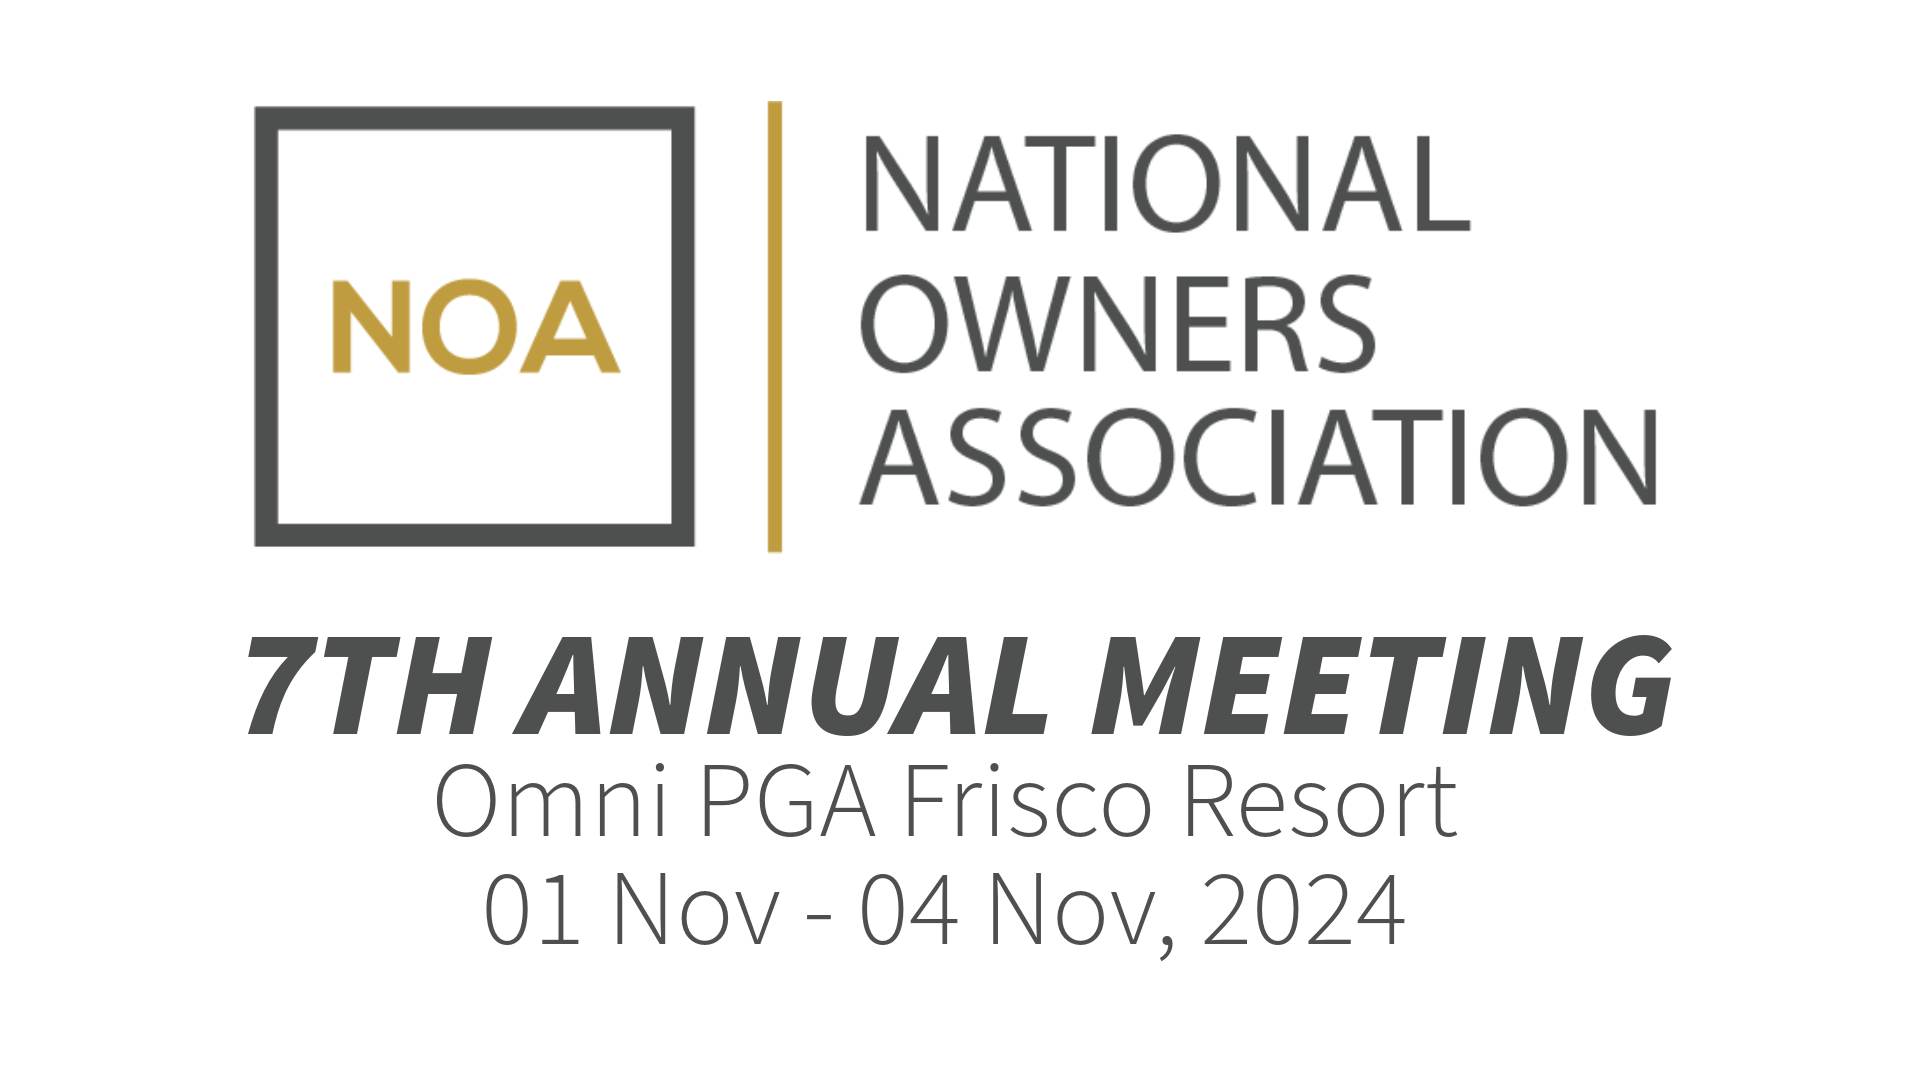 NOA
NATIONAL
OWNERS
ASSOCIATION
7TH ANNUAL MEETING
Omni PGA Frisco Resort
01 Nov - 04 Nov, 2024